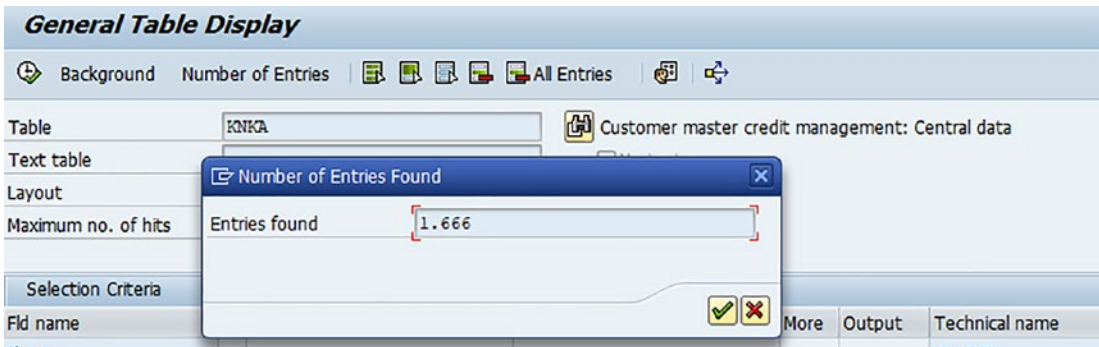 General Table Display
Background Number of Entries All Entries
Table KNKA Customer master credit management: Central data
Text table
Layout
Maximum no. of hits
Number of Entries Found
Entries found 1.666
Selection Criteria
Fld name More Output Technical name